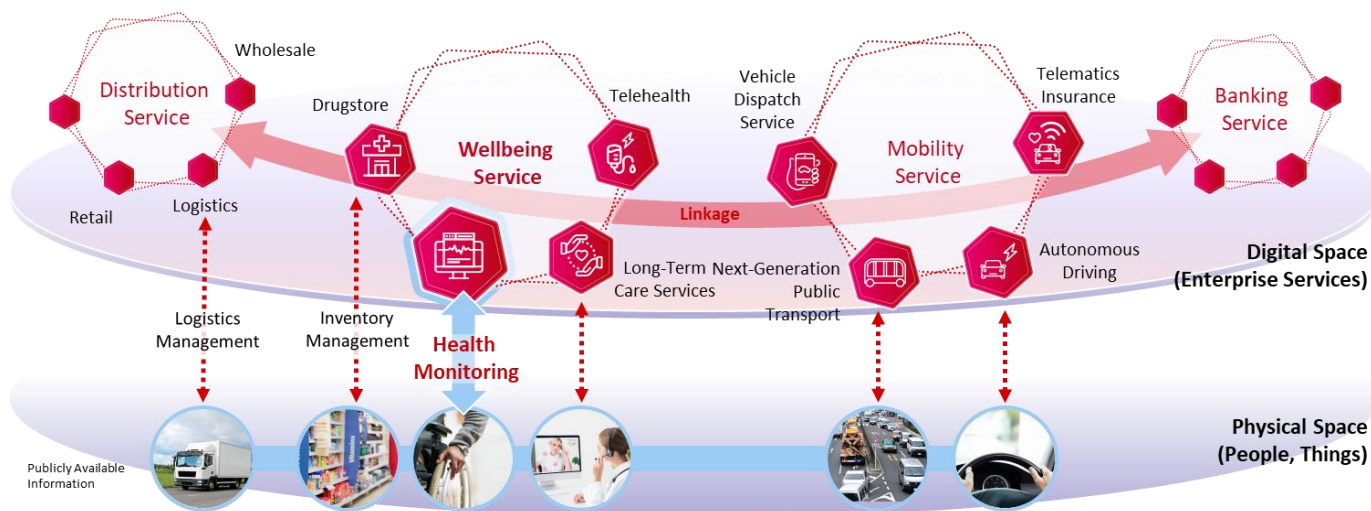 Wholesale
Distribution
Service
Retail
Logistics
Drugstore
Telehealth
Wellbeing
Service
Long-Term
Care Services
Vehicle
Dispatch
Service
Telematics
Insurance
Mobility
Service
Next-Generation
Public
Transport
Autonomous
Driving
Banking
Service
Linkage
Digital Space
(Enterprise Services)
Logistics
Management
Inventory
Management
Health
Monitoring
Publicly Available
Information
Vitamins
Physical Space
(People, Things)